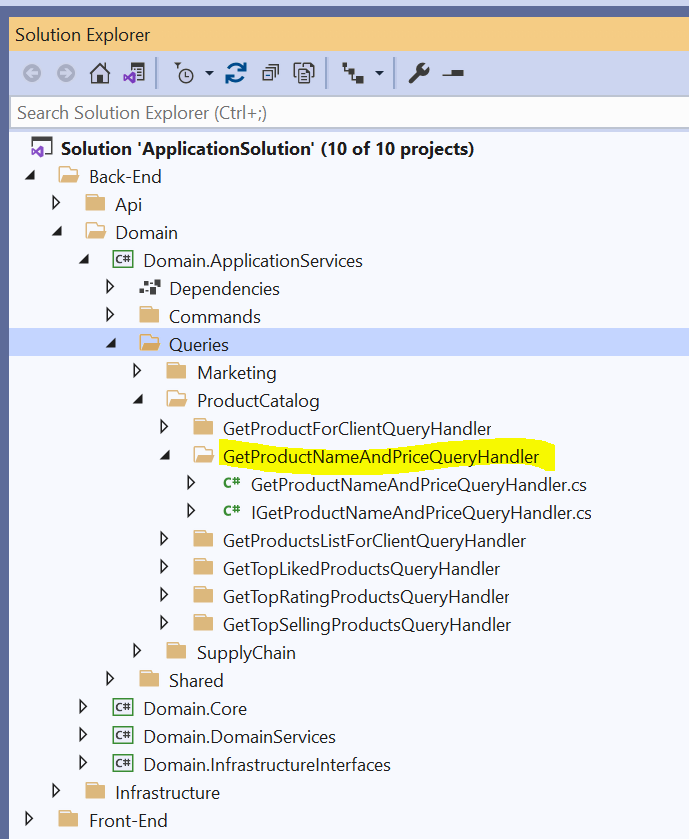 Solution Explorer
Search Solution Explorer (Ctrl+;)
Solution 'ApplicationSolution' (10 of 10 projects)
Back-End
Api
Domain
C# Domain.ApplicationServices
Dependencies
Commands
Queries
Marketing
ProductCatalog
GetProductForClientQueryHandler
GetProductNameAndPriceQueryHandler
C# GetProductNameAndPriceQueryHandler.cs
C# IGetProductNameAndPriceQueryHandler.cs
GetProductsListForClientQueryHandler
GetTopLikedProductsQueryHandler
GetTopRatingProductsQueryHandler
GetTopSellingProductsQueryHandler
SupplyChain
Shared
C# Domain.Core
C# Domain.DomainServices
C# Domain.InfrastructureInterfaces
Infrastructure
Front-End